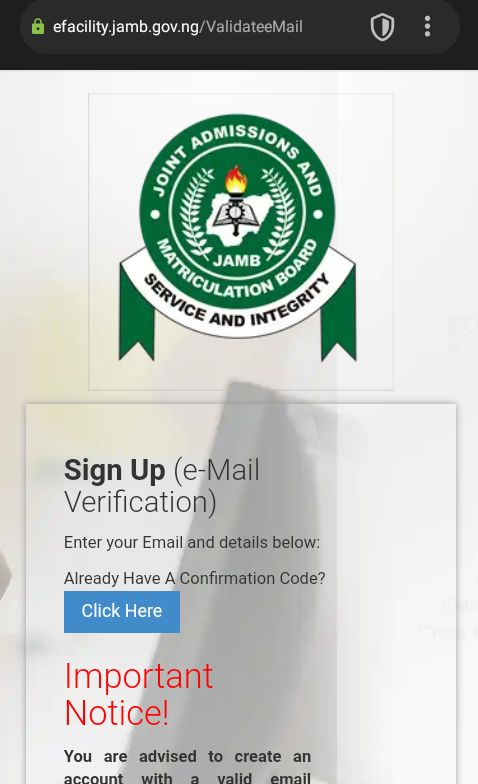 efacility.jamb.gov.ng/ValidateeMail
JOINT ADMISSIONS AND
MATRICULATION BOARD
JAMB
SERVICE AND INTEGRITY
Sign Up (e-Mail
Verification)
Enter your Email and details below:
Already Have A Confirmation Code?
Click Here
Important
Notice!
You are advised to create an
account with a valid email